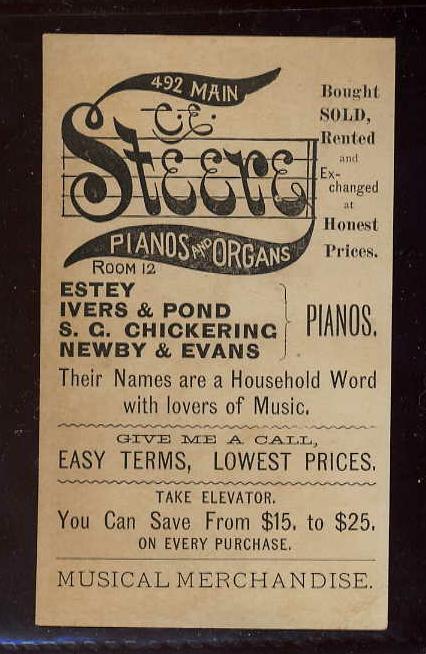 492 MAIN
C.E.
Steere
PIANOS AND ORGANS
ROOM 12
Bought
SOLD,
Rented
and
Ex-
changed
at
Honest
Prices.
ESTEY
IVERS & POND
S. G. CHICKERING
NEWBY & EVANS
PIANOS.
Their Names are a Household Word
with lovers of Music.
GIVE ME A CALL,
EASY TERMS, LOWEST PRICES.
TAKE ELEVATOR.
You Can Save From $15. to $25.
ON EVERY PURCHASE.
MUSICAL MERCHANDISE.